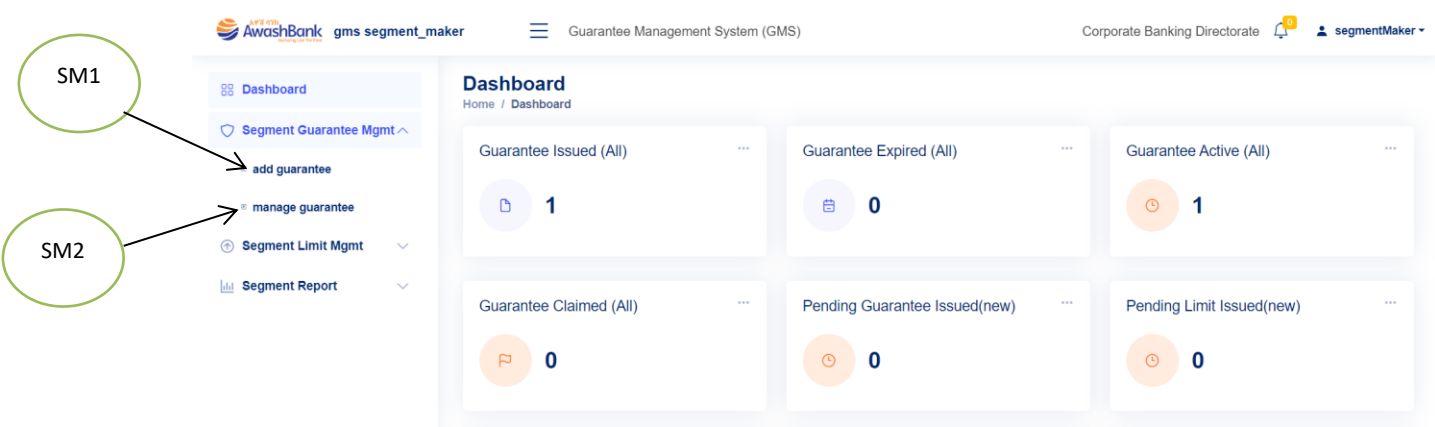 AwashBank gms segment_maker
Guarantee Management System (GMS)
Corporate Banking Directorate
0
segmentMaker
SM1
SM2
Dashboard
Segment Guarantee Mgmt
add guarantee
manage guarantee
Segment Limit Mgmt
Segment Report
Dashboard
Home / Dashboard
Guarantee Issued (All) ...
1
Guarantee Expired (All) ...
0
Guarantee Active (All) ...
1
Guarantee Claimed (All) ...
0
Pending Guarantee Issued(new) ...
0
Pending Limit Issued(new) ...
0